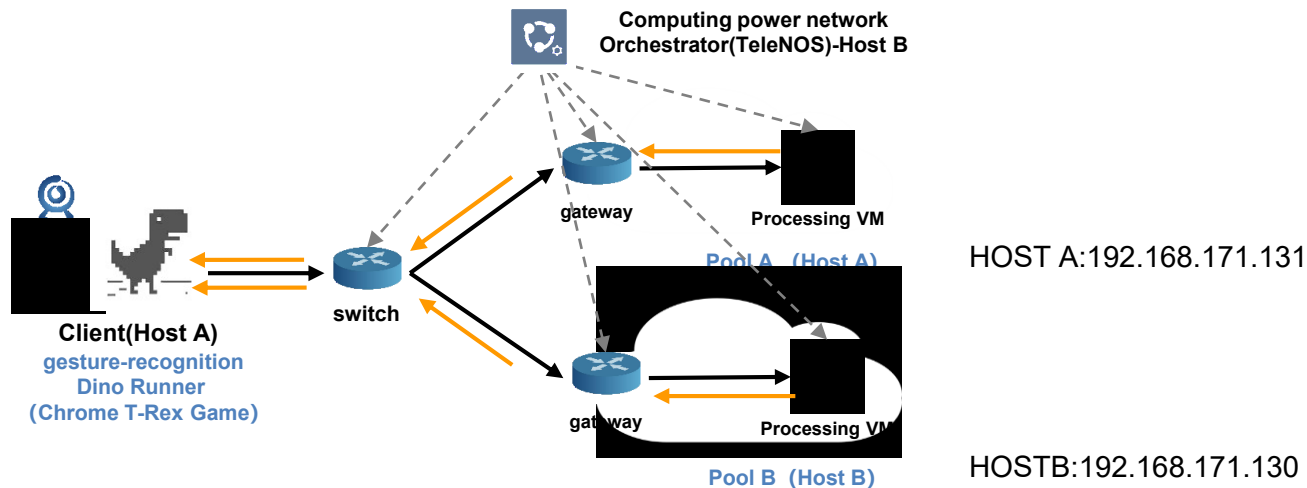 Computing power network
Orchestrator(TeleNOS)-Host B
gateway
Processing VM
Pool A （Host A）
HOST A:192.168.171.131
switch
Client(Host A)
gesture-recognition
Dino Runner
（Chrome T-Rex Game）
gateway
Processing VM
Pool B（Host B）
HOSTB:192.168.171.130